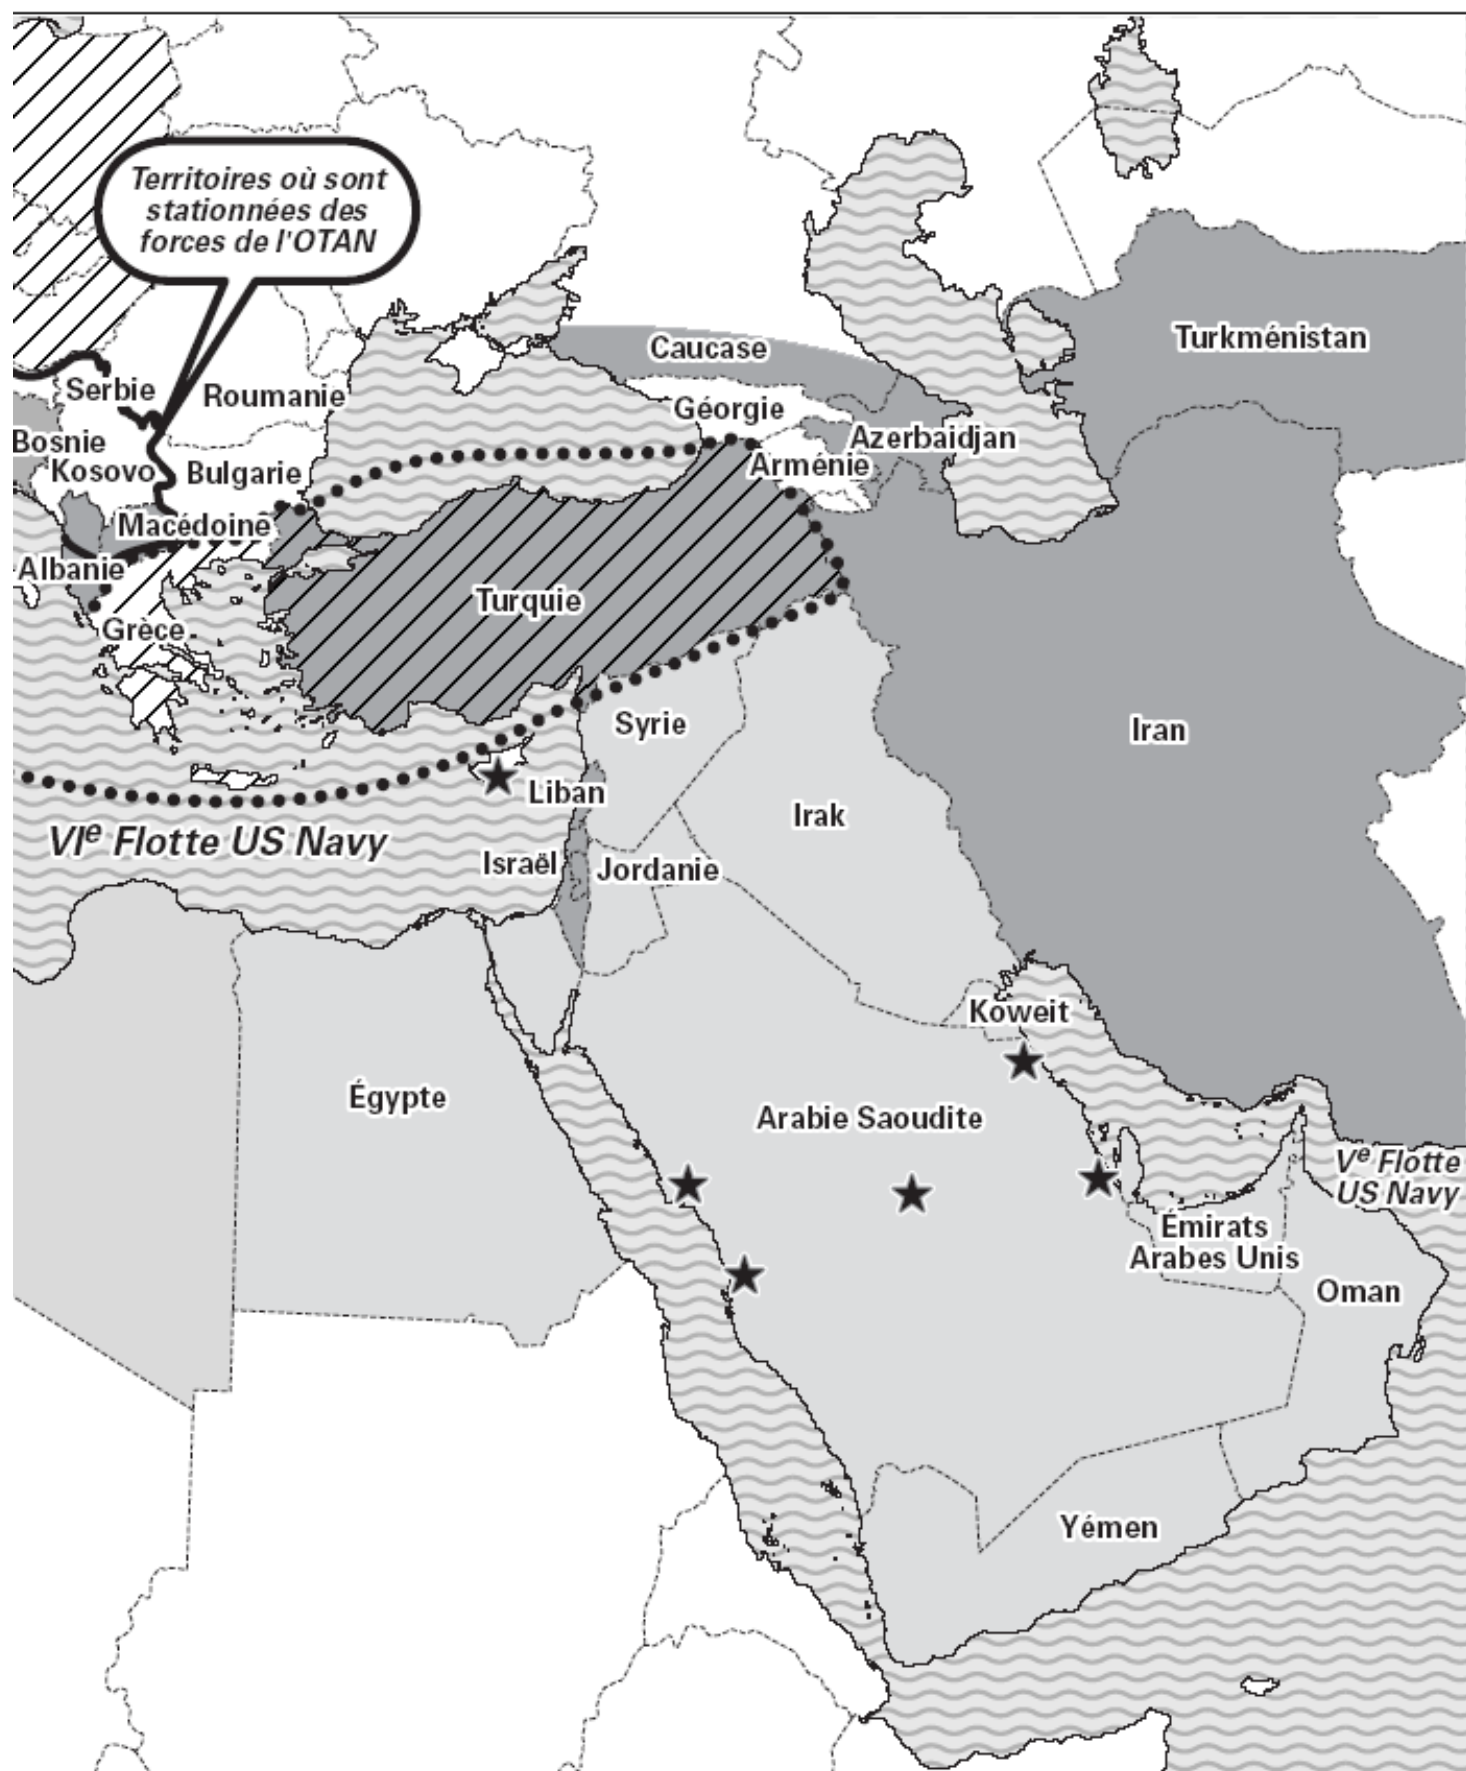 Territoires où sont
stationnées des
forces de l'OTAN
Caucase
Turkménistan
Serbie
Roumanie
Géorgie
Bosnie
Azerbaidjan
Kosovo
Bulgarie
Arménie
Macédoine
Albanie
Turquie
Grèce
Syrie
Iran
Liban
Irak
VIe Flotte US Navy
Israël
Jordanie
Koweit
Égypte
Arabie Saoudite
Ve Flotte
US Navy
Émirats
Arabes Unis
Oman
Yémen